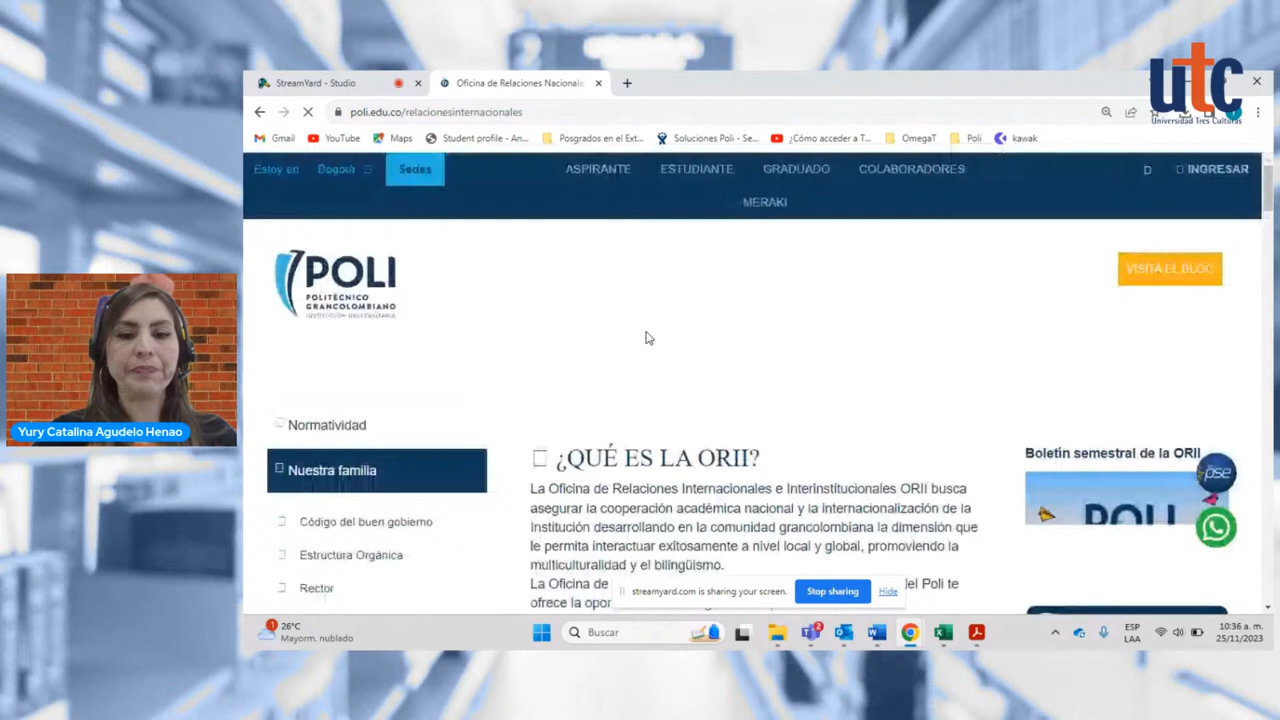 utc
Universidad Tres Culturas
StreamYard - Studio
Oficina de Relaciones Nacionale
poli.edu.co/relacionesinternacionales
Gmail
YouTube
Maps
Student profile - An...
Posgrados en el Ext...
Soluciones Poli - Se...
¿Cómo acceder a T...
OmegaT
Poli
kawak
Estoy en Bogotá
Sedes
ASPIRANTE
ESTUDIANTE
GRADUADO
COLABORADORES
INGRESAR
MERAKI
POLI
POLITÉCNICO
GRANCOLOMBIANO
INSTITUCIÓN UNIVERSITARIA
VISITA EL BLOG
Yury Catalina Agudelo Henao
Normatividad
Nuestra familia
Código del buen gobierno
Estructura Orgánica
Rector
¿QUÉ ES LA ORII?
La Oficina de Relaciones Internacionales e Interinstitucionales ORII busca
asegurar la cooperación académica nacional y la internacionalización de la
Institución desarrollando en la comunidad grancolombiana la dimensión que
le permita interactuar exitosamente a nivel local y global, promoviendo la
multiculturalidad y el bilingüismo.
La Oficina de
del Poli te
ofrece la opor
Boletín semestral de la ORII
POLI
pse
streamyard.com is sharing your screen.
Stop sharing
Hide
1
26°C
Mayorm. nublado
Buscar
2
ESP
LAA
10:36 a. m.
25/11/2023